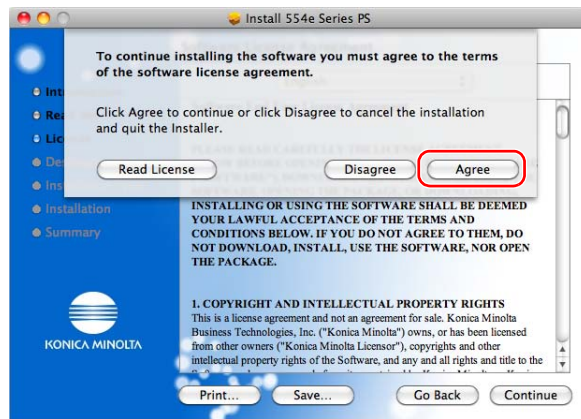 Install 554e Series PS
To continue installing the software you must agree to the terms
of the software license agreement.
Click Agree to continue or click Disagree to cancel the installation
and quit the Installer.
Read License
Disagree
Agree
Installation
Summary
INSTALLING OR USING THE SOFTWARE SHALL BE DEEMED
YOUR LAWFUL ACCEPTANCE OF THE TERMS AND
CONDITIONS BELOW. IF YOU DO NOT AGREE TO THEM, DO
NOT DOWNLOAD, INSTALL, USE THE SOFTWARE, NOR OPEN
THE PACKAGE.
1. COPYRIGHT AND INTELLECTUAL PROPERTY RIGHTS
This is a license agreement and not an agreement for sale. Konica Minolta
Business Technologies, Inc. ("Konica Minolta") owns, or has been licensed
from other owners ("Konica Minolta Licensor"), copyrights and other
intellectual property rights of the Software, and any and all rights and title to the
KONICA MINOLTA
Print...
Save...
Go Back
Continue